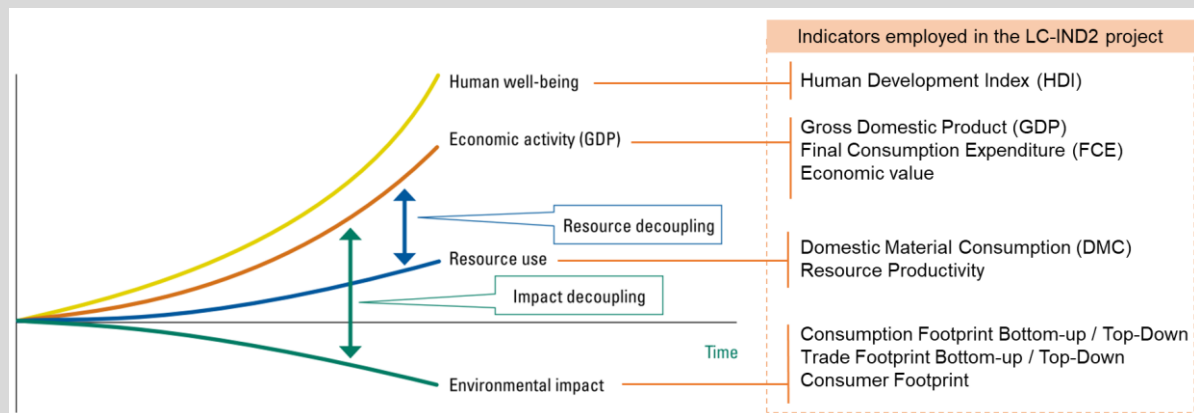 Indicators employed in the LC-IND2 project
Human well-being
Human Development Index (HDI)
Economic activity (GDP)
Gross Domestic Product (GDP)
Final Consumption Expenditure (FCE)
Economic value
Resource decoupling
Resource use
Domestic Material Consumption (DMC)
Resource Productivity
Impact decoupling
Time
Environmental impact
Consumption Footprint Bottom-up / Top-Down
Trade Footprint Bottom-up / Top-Down
Consumer Footprint